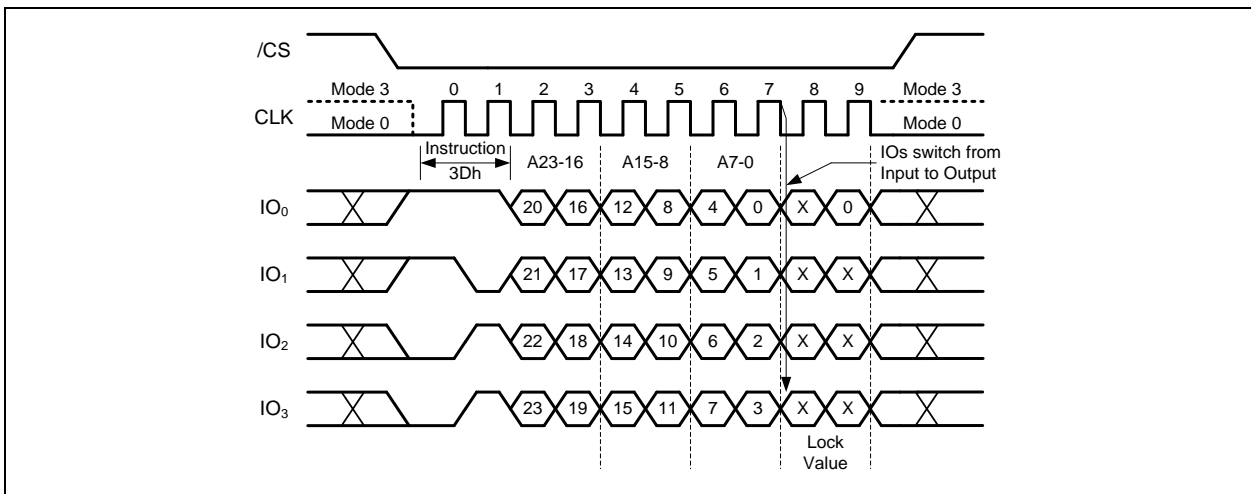 /CS
Mode 3 0 1 2 3 4 5 6 7 8 9 Mode 3
CLK
Mode 0 Mode 0
Instruction
3Dh
A23-16 A15-8 A7-0
IOs switch from
Input to Output
IO₀ 20 16 12 8 4 0 X 0
IO₁ 21 17 13 9 5 1 X X
IO₂ 22 18 14 10 6 2 X X
IO₃ 23 19 15 11 7 3 X X
Lock
Value